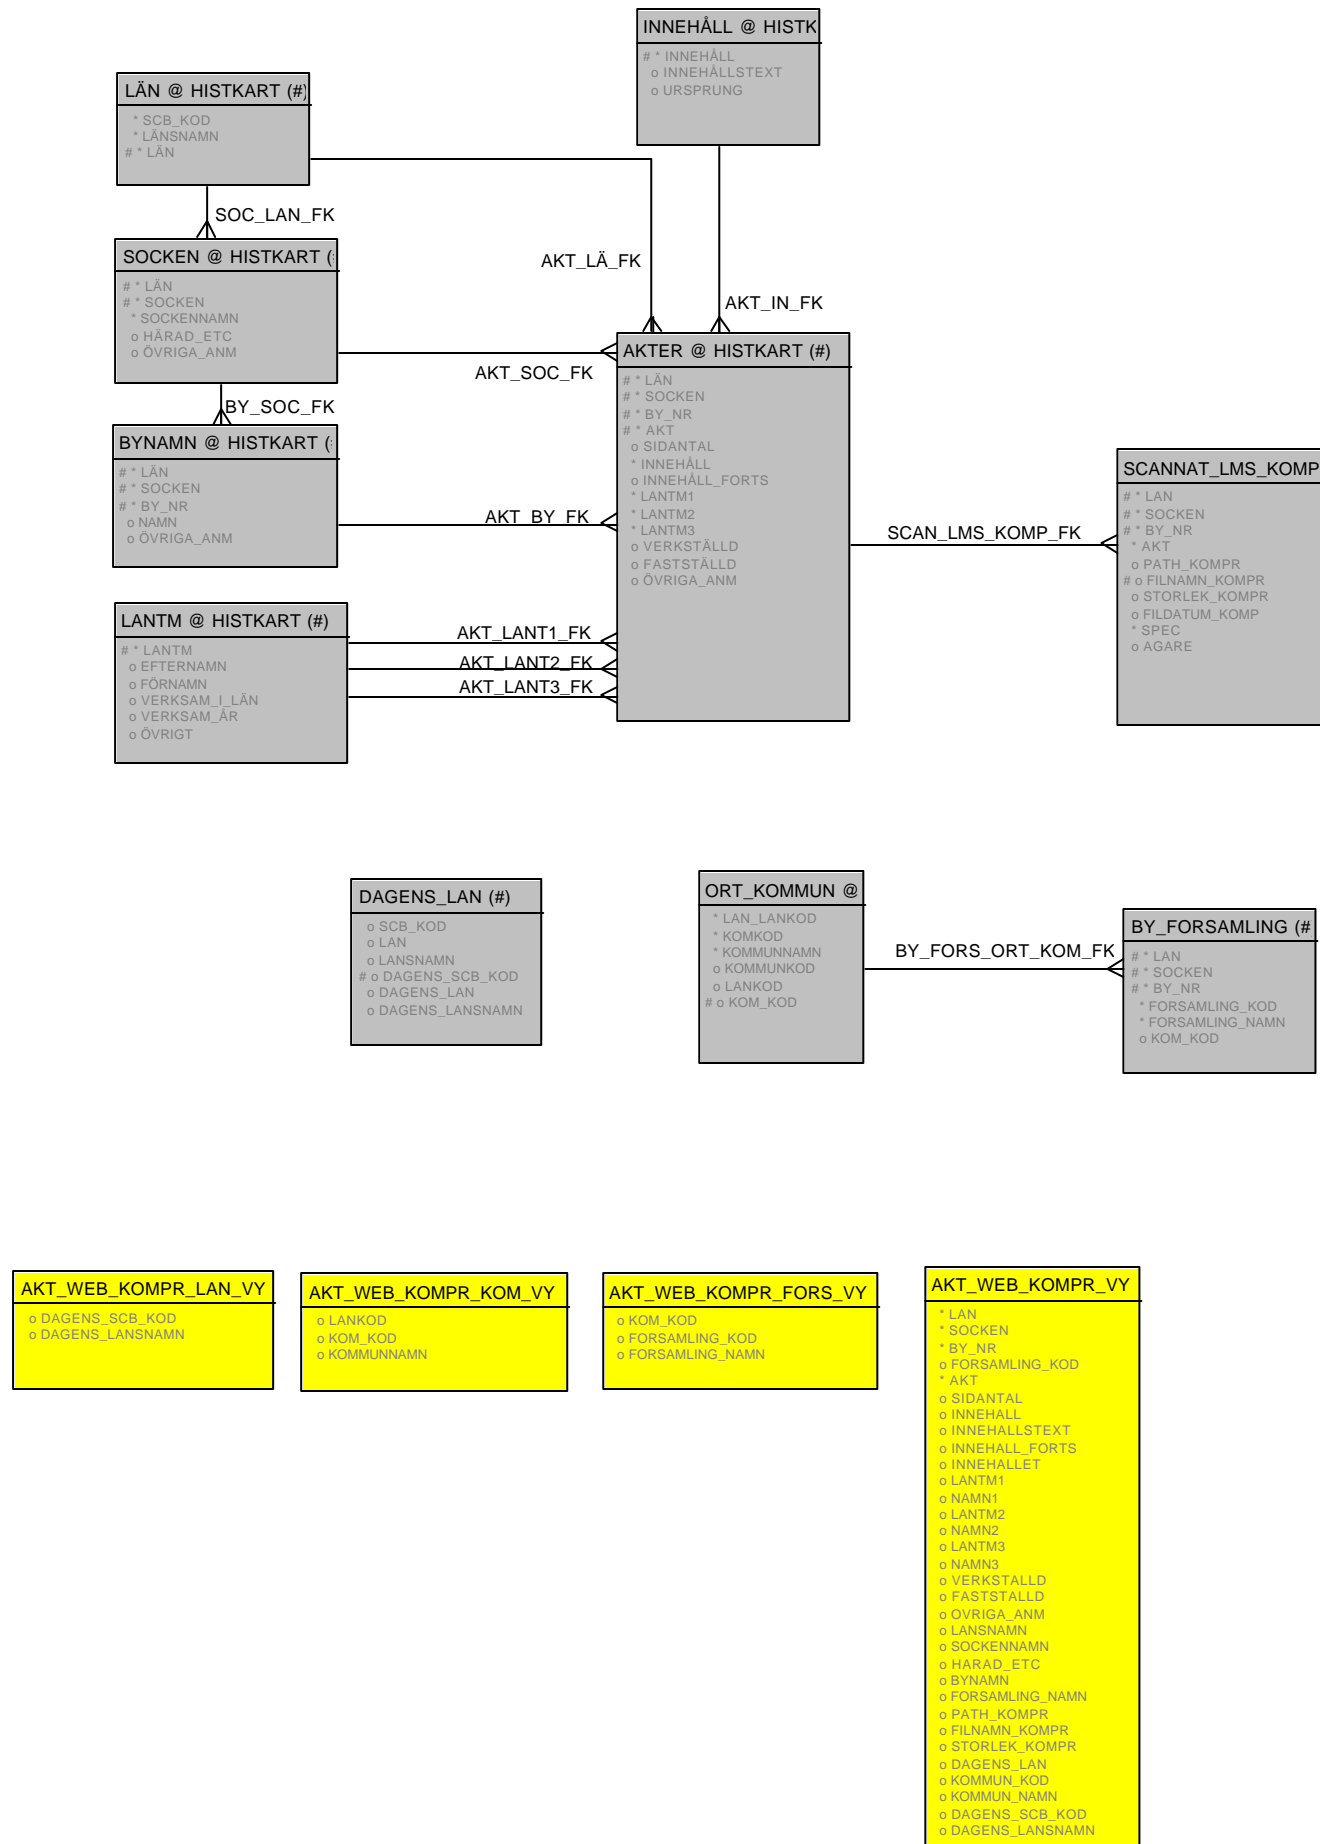 INNEHÅLL @ HISTK
# * INNEHÅLL
o INNEHÅLLSTEXT
o URSPRUNG
LÄN @ HISTKART (#)
* SCB_KOD
* LÄNSNAMN
# * LÄN
SOC_LAN_FK
SOCKEN @ HISTKART (
# * LÄN
# * SOCKEN
* SOCKENNAMN
o HÄRAD_ETC
o ÖVRIGA_ANM
AKT_LÄ_FK
AKT_IN_FK
AKT_SOC_FK
BY_SOC_FK
BYNAMN @ HISTKART (
# * LÄN
# * SOCKEN
# * BY_NR
o NAMN
o ÖVRIGA_ANM
AKT_BY_FK
AKTER @ HISTKART (#)
# * LÄN
# * SOCKEN
# * BY_NR
# * AKT
o SIDANTAL
* INNEHÅLL
o INNEHÅLL_FORTS
* LANTM1
* LANTM2
* LANTM3
o VERKSTÄLLD
o FASTSTÄLLD
o ÖVRIGA_ANM
SCAN_LMS_KOMP_FK
SCANNAT_LMS_KOMP
# * LAN
# * SOCKEN
# * BY_NR
* AKT
o PATH_KOMPR
# o FILNAMN_KOMPR
o STORLEK_KOMPR
o FILDATUM_KOMP
* SPEC
o AGARE
LANTM @ HISTKART (#)
# * LANTM
o EFTERNAMN
o FÖRNAMN
o VERKSAM_I_LÄN
o VERKSAM_ÅR
o ÖVRIGT
AKT_LANT1_FK
AKT_LANT2_FK
AKT_LANT3_FK
DAGENS_LAN (#)
o SCB_KOD
o LAN
o LANSNAMN
# o DAGENS_SCB_KOD
o DAGENS_LAN
o DAGENS_LANSNAMN
ORT_KOMMUN @
* LAN_LANKOD
* KOMKOD
* KOMMUNNAMN
o KOMMUNKOD
o LANKOD
# o KOM_KOD
BY_FORS_ORT_KOM_FK
BY_FORSAMLING (#
# * LAN
# * SOCKEN
# * BY_NR
* FORSAMLING_KOD
* FORSAMLING_NAMN
o KOM_KOD
AKT_WEB_KOMPR_LAN_VY
o DAGENS_SCB_KOD
o DAGENS_LANSNAMN
AKT_WEB_KOMPR_KOM_VY
o LANKOD
o KOM_KOD
o KOMMUNNAMN
AKT_WEB_KOMPR_FORS_VY
o KOM_KOD
o FORSAMLING_KOD
o FORSAMLING_NAMN
AKT_WEB_KOMPR_VY
* LAN
* SOCKEN
* BY_NR
o FORSAMLING_KOD
* AKT
o SIDANTAL
o INNEHALL
o INNEHALLSTEXT
o INNEHALL_FORTS
o INNEHALLET
o LANTM1
o NAMN1
o LANTM2
o NAMN2
o LANTM3
o NAMN3
o VERKSTALLD
o FASTSTALLD
o OVRIGA_ANM
o LANSNAMN
o SOCKENNAMN
o HARAD_ETC
o BYNAMN
o FORSAMLING_NAMN
o PATH_KOMPR
o FILNAMN_KOMPR
o STORLEK_KOMPR
o DAGENS_LAN
o KOMMUN_KOD
o KOMMUN_NAMN
o DAGENS_SCB_KOD
o DAGENS_LANSNAMN